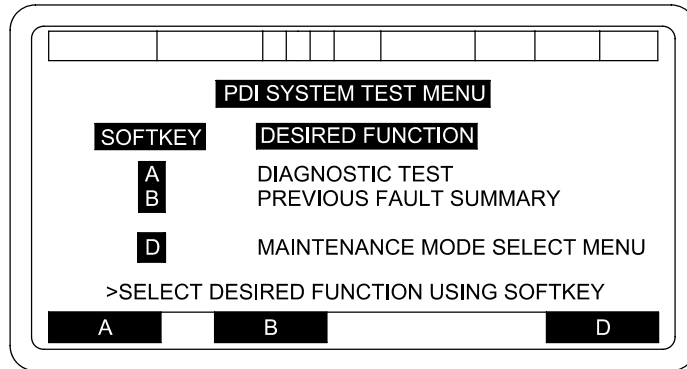 PDI SYSTEM TEST MENU
SOFTKEY DESIRED FUNCTION
A DIAGNOSTIC TEST
B PREVIOUS FAULT SUMMARY
D MAINTENANCE MODE SELECT MENU
>SELECT DESIRED FUNCTION USING SOFTKEY
A B D